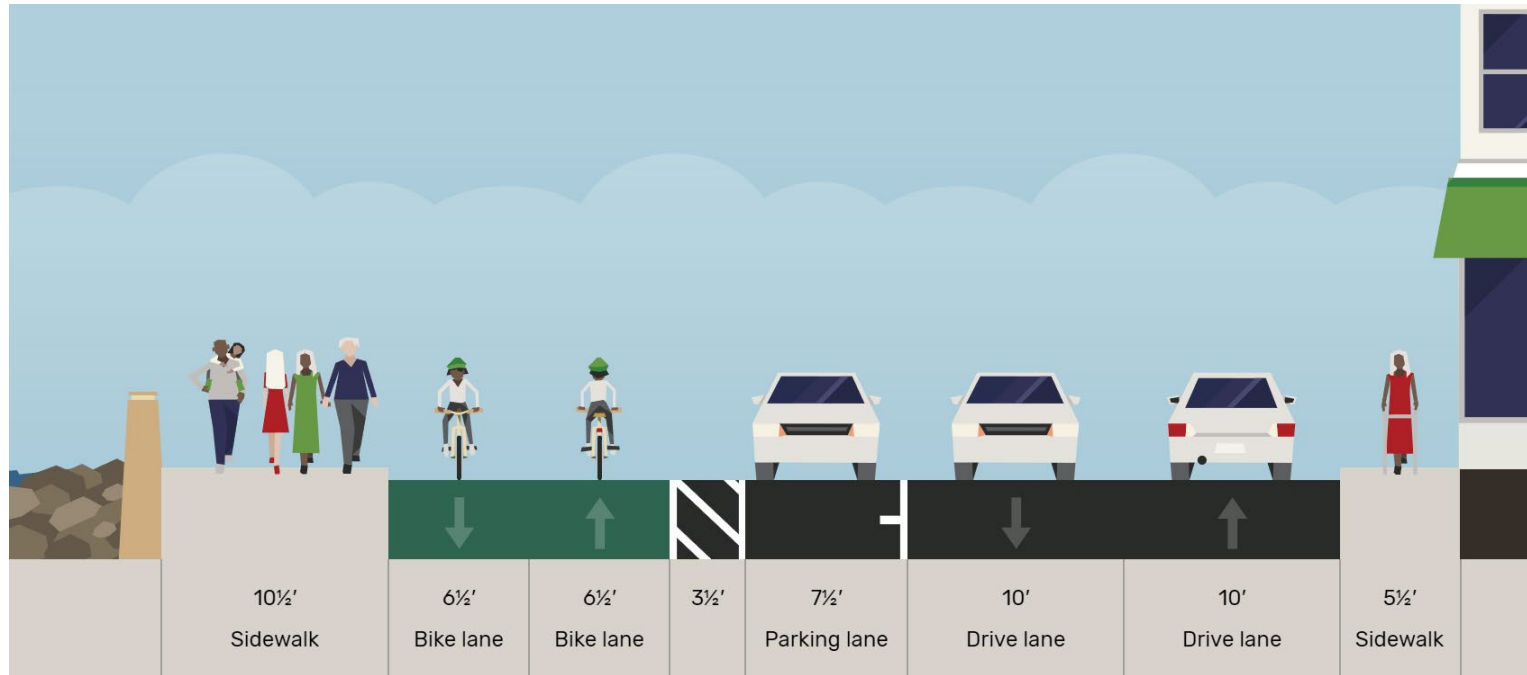 10½′
Sidewalk
6½′
Bike lane
6½′
Bike lane
3½′
7½′
Parking lane
10′
Drive lane
10′
Drive lane
5½′
Sidewalk